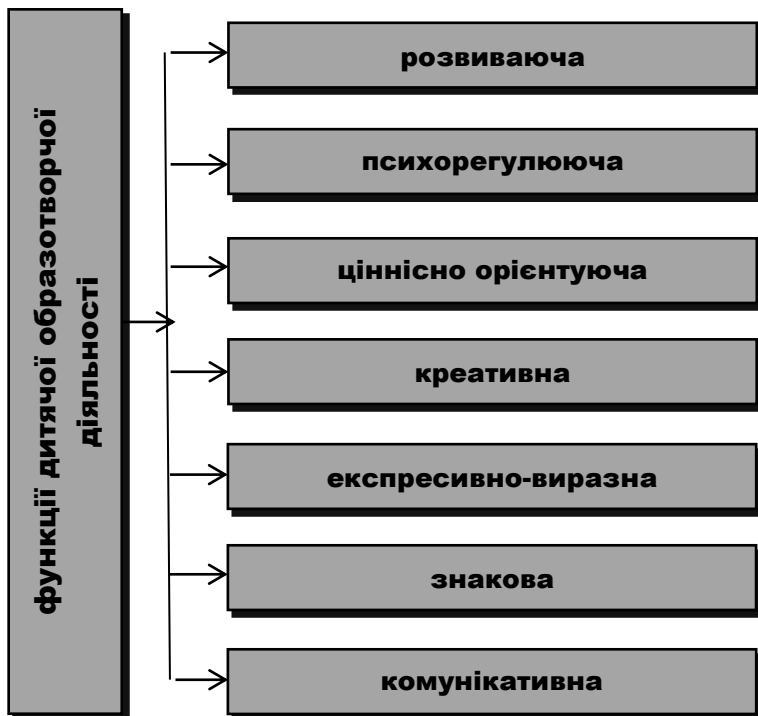 функції дитячої образотворчої
діяльності
розвиваюча
психорегулююча
ціннісно орієнтуюча
креативна
експресивно-виразна
знакова
комунікативна